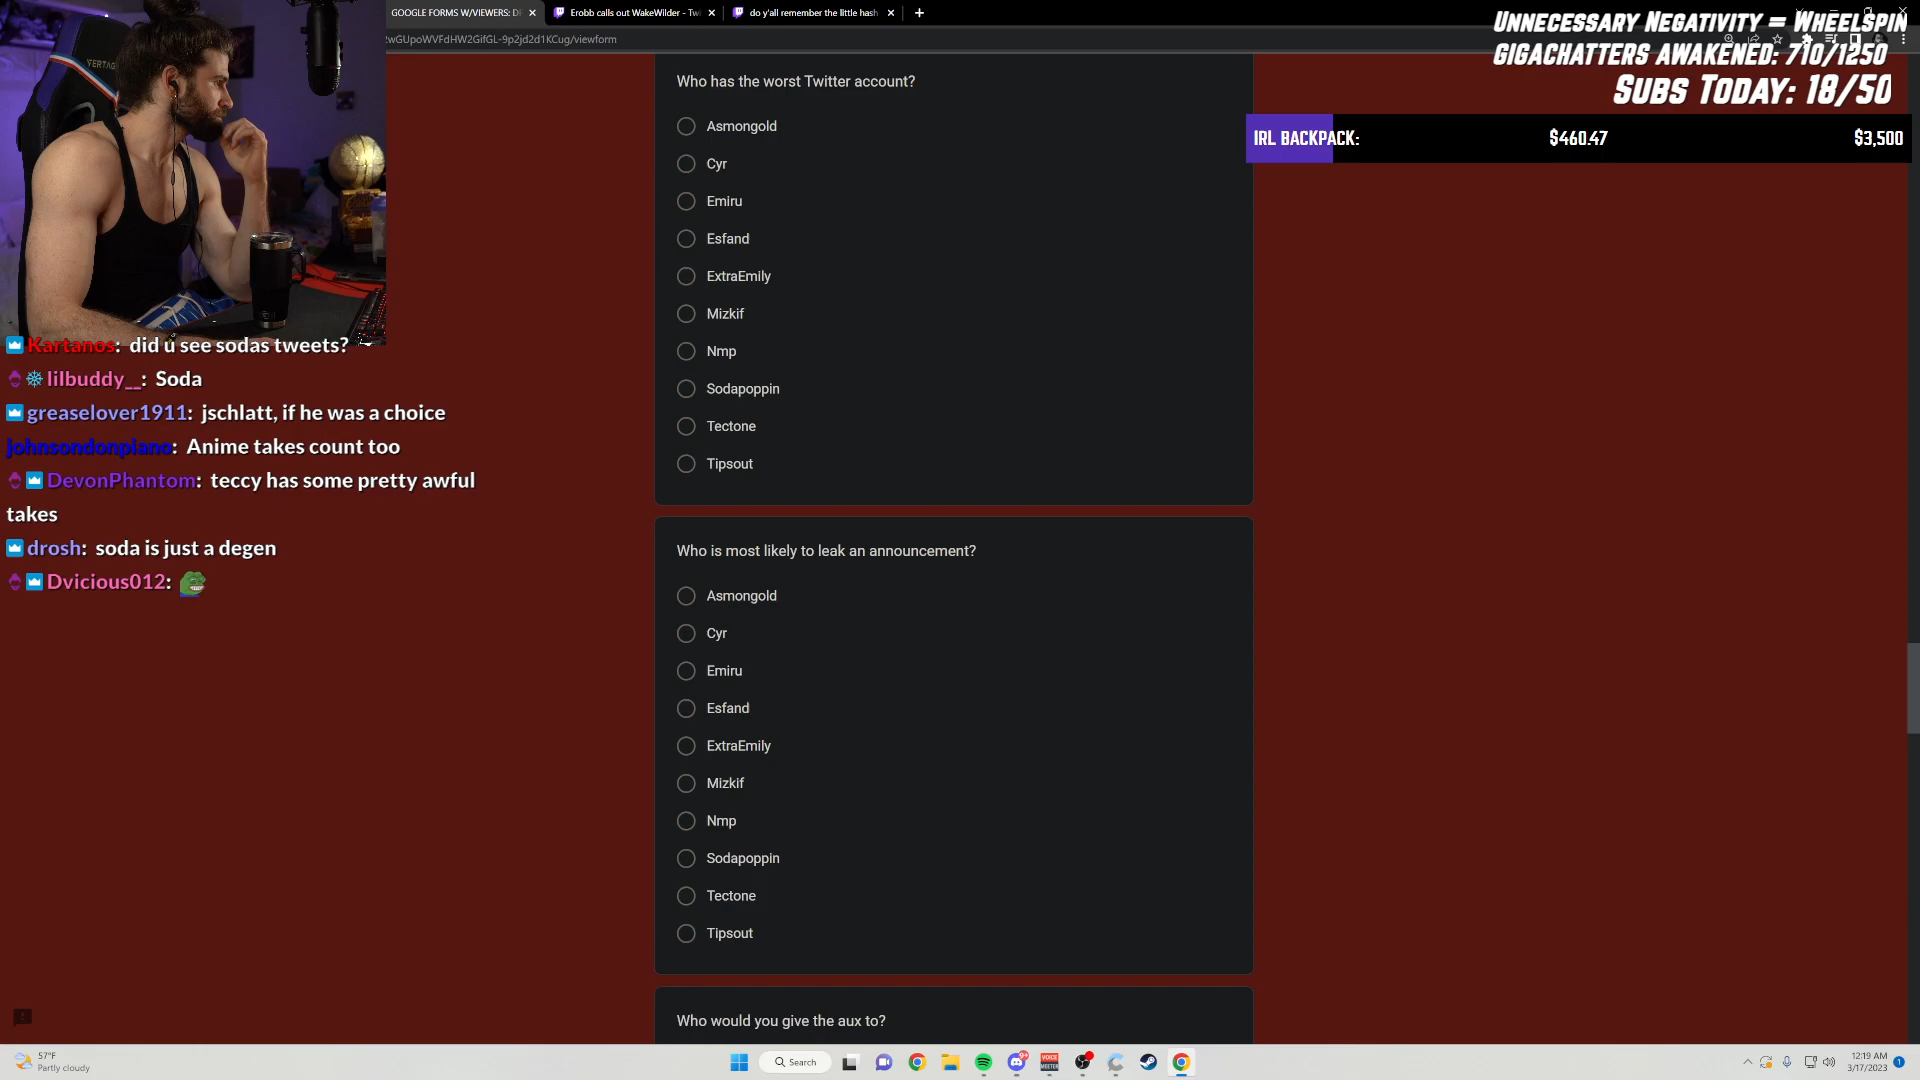 GOOGLE FORMS W/VIEWERS: D
Erobb calls out WakeWilder - Tw
do y'all remember the little hash
wGUpoWVFdHW2GifGL-9p2jd2d1KCug/viewform
UNNECESSARY NEGATIVITY = WHEELSPIN
GIGACHATTERS AWAKENED: 710/1250
SUBS TODAY: 18/50
IRL BACKPACK: $460.47 $3,500
VERTAG
Who has the worst Twitter account?
Asmongold
Cyr
Emiru
Esfand
ExtraEmily
Mizkif
Nmp
Sodapoppin
Tectone
Tipsout
Kartanos: did u see sodas tweets?
lilbuddy__: Soda
greaselover1911: jschlatt, if he was a choice
johnsondonpiano: Anime takes count too
DevonPhantom: teccy has some pretty awful
takes
drosh: soda is just a degen
Dvicious012:
Who is most likely to leak an announcement?
Asmongold
Cyr
Emiru
Esfand
ExtraEmily
Mizkif
Nmp
Sodapoppin
Tectone
Tipsout
Who would you give the aux to?
57°F
Partly cloudy
Search
VOICE
MEETER
12:19 AM
3/17/2023
1